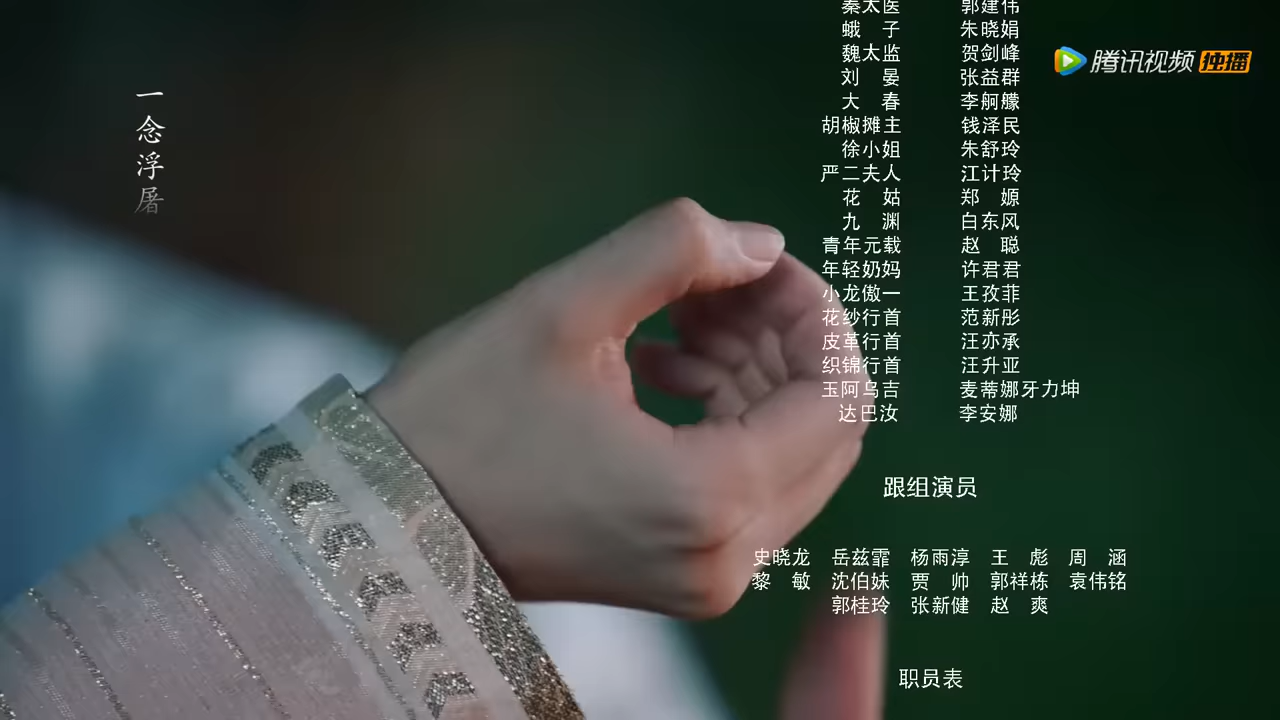 一念浮屠
腾讯视频 独播
秦太医 郭建伟
蛾子 朱晓娟
魏太监 贺剑峰
刘晏 张益群
大春 李舸艨
胡椒摊主 钱泽民
徐小姐 朱舒玲
严二夫人 江计玲
花姑 郑嫄
九渊 白东风
青年元载 赵聪
年轻奶妈 许君君
小龙傲一 王孜菲
花纱行首 范新彤
皮革行首 汪亦承
织锦行首 汪升亚
玉阿乌吉 麦蒂娜牙力坤
达巴汝 李安娜
跟组演员
史晓龙 岳兹霏 杨雨淳 王彪 周涵
黎敏 沈伯妹 贾帅 郭祥栋 袁伟铭
郭桂玲 张新健 赵爽
职员表